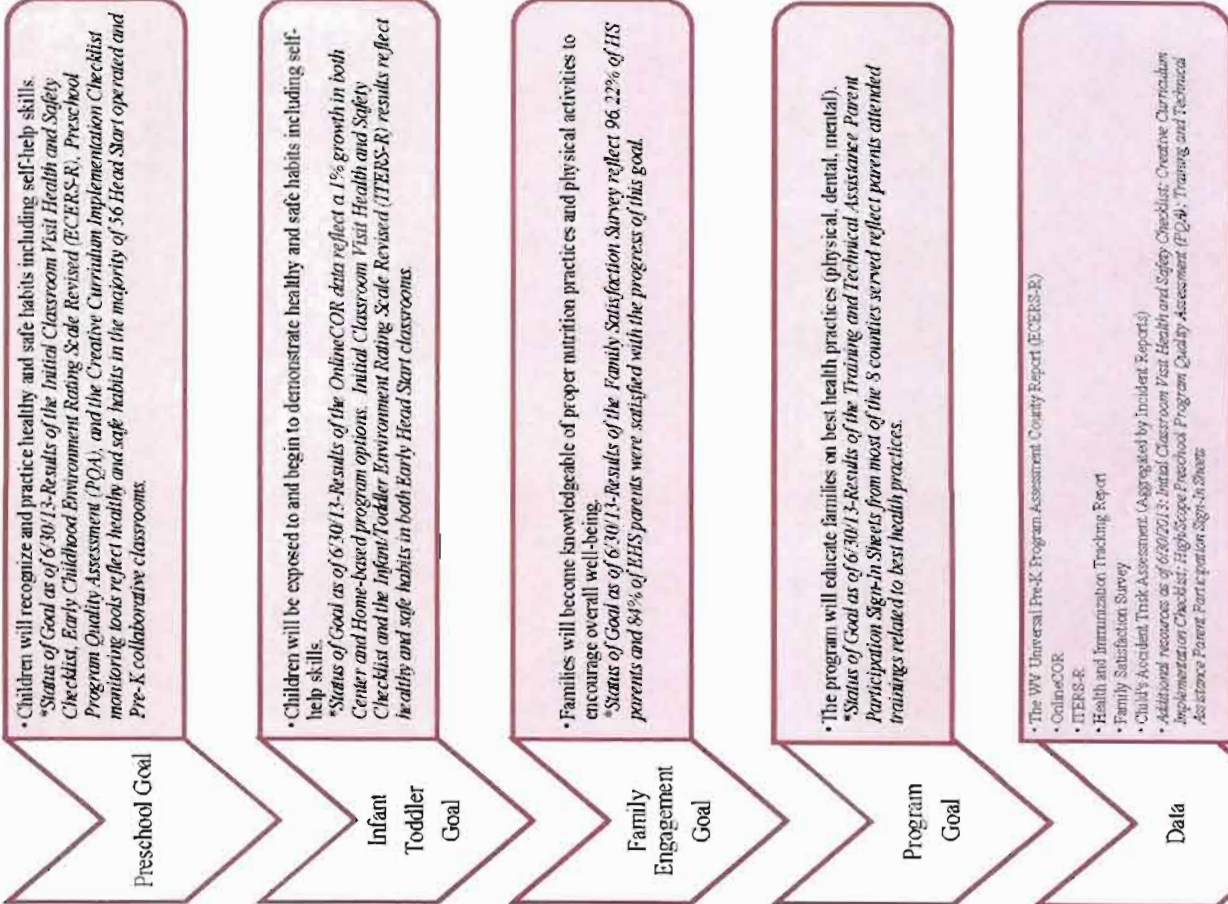 Preschool Goal
• Children will recognize and practice healthy and safe habits including self-help skills.
*Status of Goal as of 6/30/13-Results of the Initial Classroom Visit Health and Safety
Checklist, Early Childhood Environment Rating Scale Revised (ECERS-R), Preschool
Program Quality Assessment (PQA), and the Creative Curriculum Implementation Checklist
monitoring tools reflect healthy and safe habits in the majority of 56 Head Start operated and
Pre-K collaborative classrooms.
Infant
Toddler
Goal
• Children will be exposed to and begin to demonstrate healthy and safe habits including self-
help skills.
*Status of Goal as of 6/30/13-Results of the OnlineCOR data reflect a 1% growth in both
Center and Home-based program options. Initial Classroom Visit Health and Safety
Checklist and the Infant/Toddler Environment Rating Scale Revised (ITERS-R) results reflect
healthy and safe habits in both Early Head Start classrooms.
Family
Engagement
Goal
• Families will become knowledgeable of proper nutrition practices and physical activities to
encourage overall well-being.
*Status of Goal as of 6/30/13-Results of the Family Satisfaction Survey reflect 96.22% of HS
parents and 84% of EHS parents were satisfied with the progress of this goal.
Program
Goal
• The program will educate families on best health practices (physical, dental, mental).
*Status of Goal as of 6/30/13-Results of the Training and Technical Assistance Parent
Participation Sign-In Sheets from most of the 8 counties served reflect parents attended
trainings related to best health practices.
Data
• The WV Universal Pre-K Program Assessment County Report (ECERS-R)
• OnlineCOR
• ITERS-R
• Health and Immunization Tracking Report
• Family Satisfaction Survey
• Child's Accident Trisk Assessment (Aggregated by Incident Reports)
• Additional resources as of 6/30/2013: Initial Classroom Visit Health and Safety Checklist; Creative Curriculum
Implementation Checklist; High/Scope Preschool Program Quality Assessment (PQA); Training and Technical
Assistance Parent Participation Sign-In Sheets